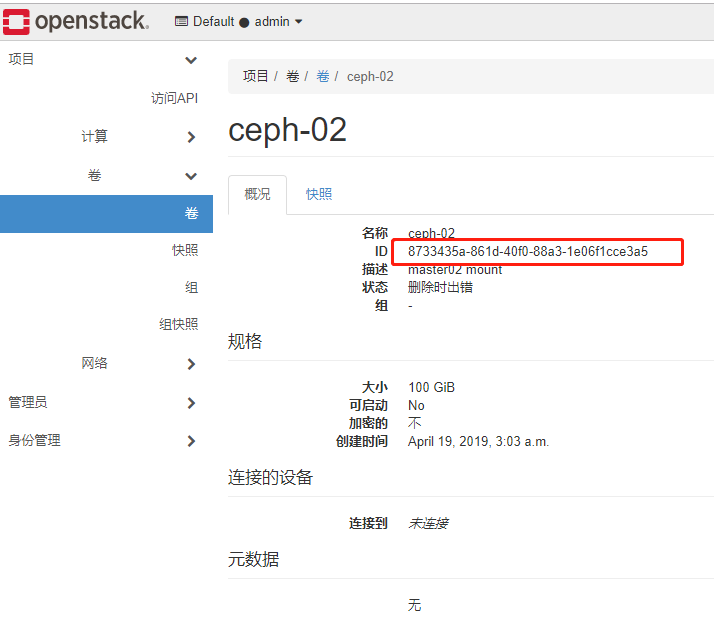 openstack. Default ● admin
项目
访问API
计算
卷
卷
快照
组
组快照
网络
管理员
身份管理
项目 / 卷 / 卷 / ceph-02
ceph-02
概况 快照
名称 ceph-02
ID 8733435a-861d-40f0-88a3-1e06f1cce3a5
描述 master02 mount
状态 删除时出错
组 -
规格
大小 100 GiB
可启动 No
加密的 不
创建时间 April 19, 2019, 3:03 a.m.
连接的设备
连接到 未连接
元数据
无